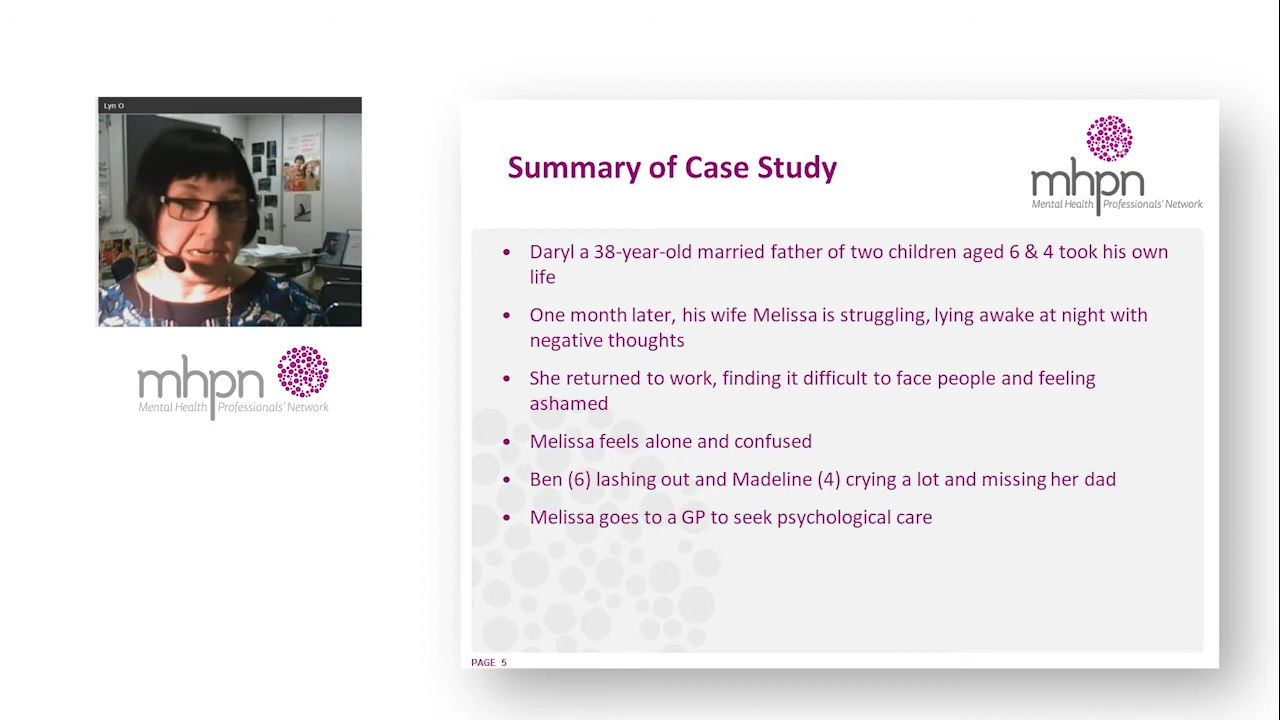 Lyn O
mhpn
Mental Health Professionals' Network
Summary of Case Study
mhpn
Mental Health Professionals' Network
• Daryl a 38-year-old married father of two children aged 6 & 4 took his own
life
• One month later, his wife Melissa is struggling, lying awake at night with
negative thoughts
• She returned to work, finding it difficult to face people and feeling
ashamed
• Melissa feels alone and confused
• Ben (6) lashing out and Madeline (4) crying a lot and missing her dad
• Melissa goes to a GP to seek psychological care
PAGE 5